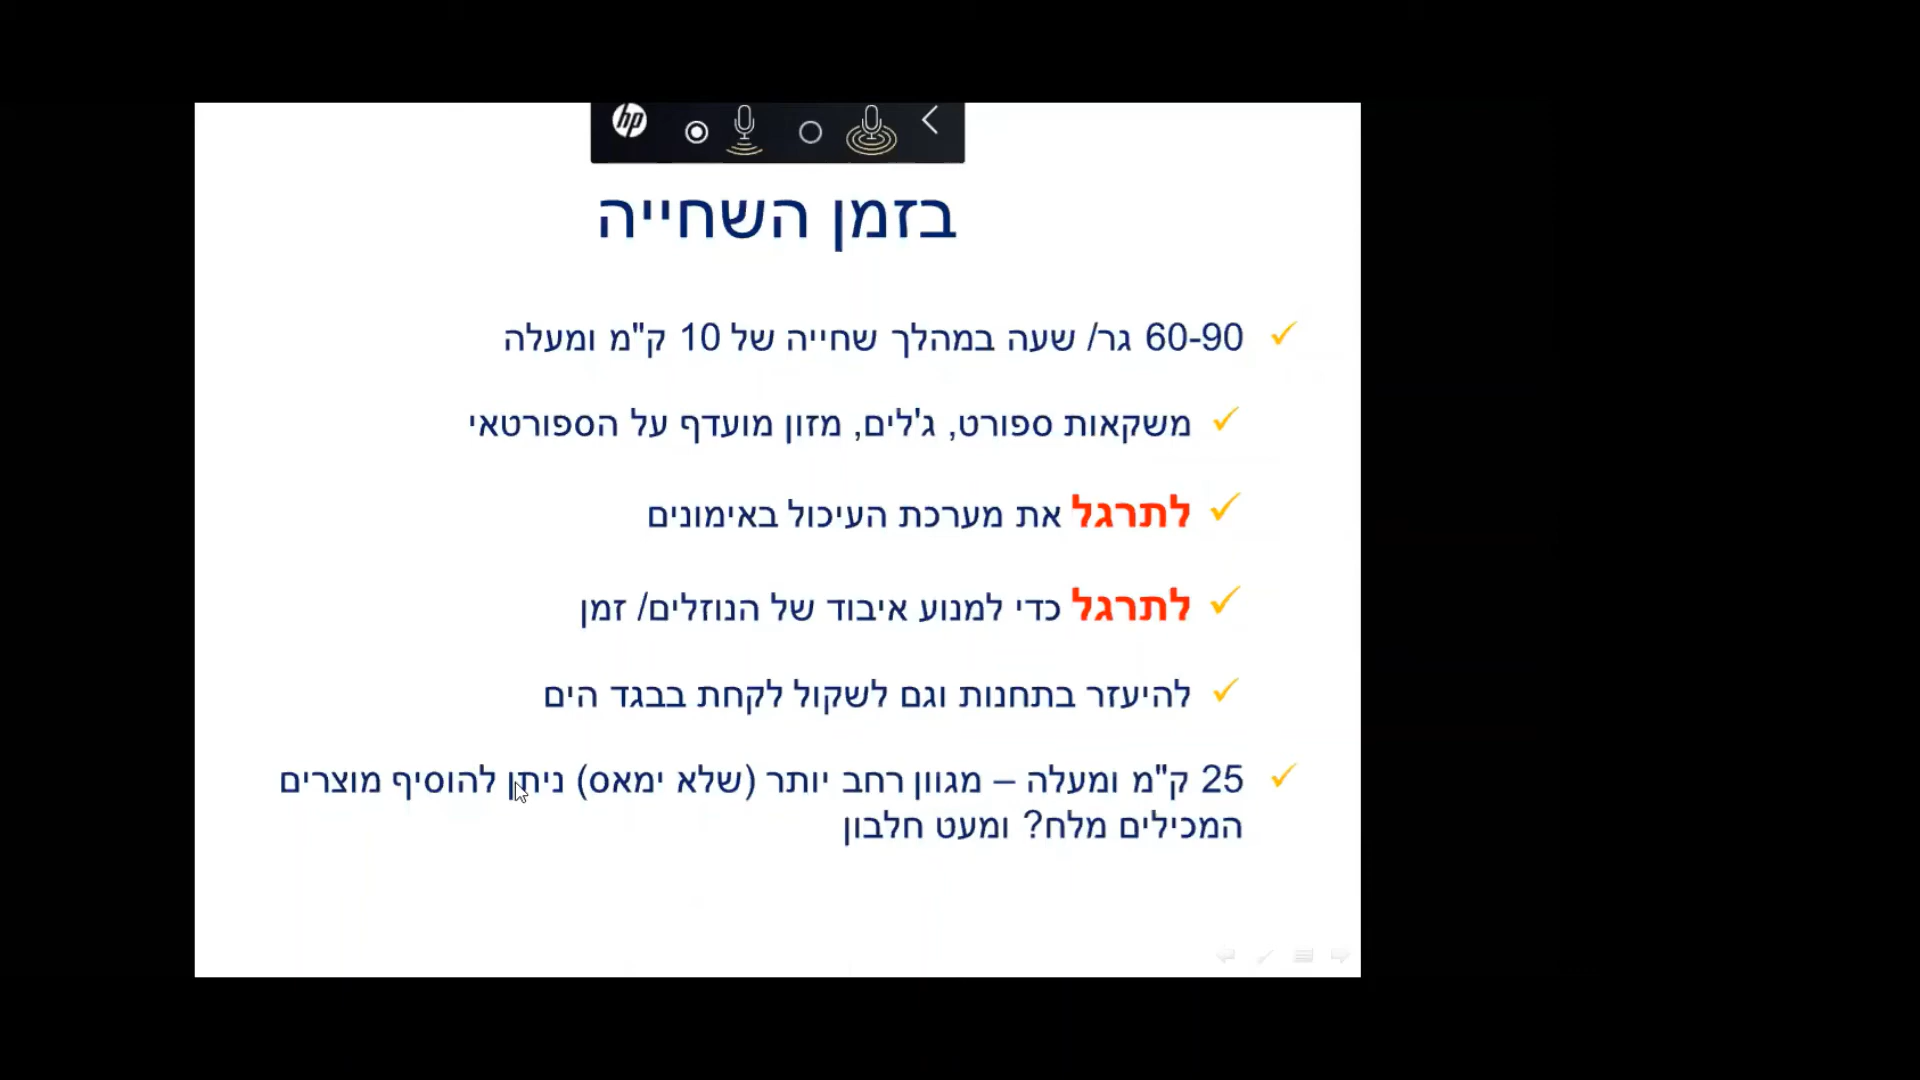 hp
בזמן השחייה
60-90 גר/ שעה במהלך שחייה של 10 ק"מ ומעלה
משקאות ספורט, ג'לים, מזון מועדף על הספורטאי
לתרגל את מערכת העיכול באימונים
לתרגל כדי למנוע איבוד של הנוזלים/ זמן
להיעזר בתחנות וגם לשקול לקחת בבגד הים
25 ק"מ ומעלה – מגוון רחב יותר (שלא ימאס) ניתן להוסיף מוצרים
המכילים מלח? ומעט חלבון